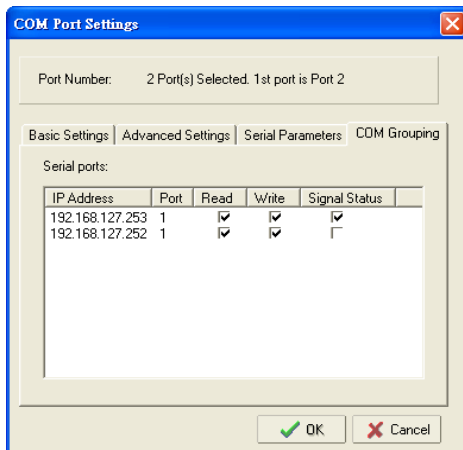 COM Port Settings
Port Number: 2 Port(s) Selected. 1st port is Port 2
Basic Settings Advanced Settings Serial Parameters COM Grouping
Serial ports:
IP Address Port Read Write Signal Status
192.168.127.253 1
192.168.127.252 1
OK Cancel